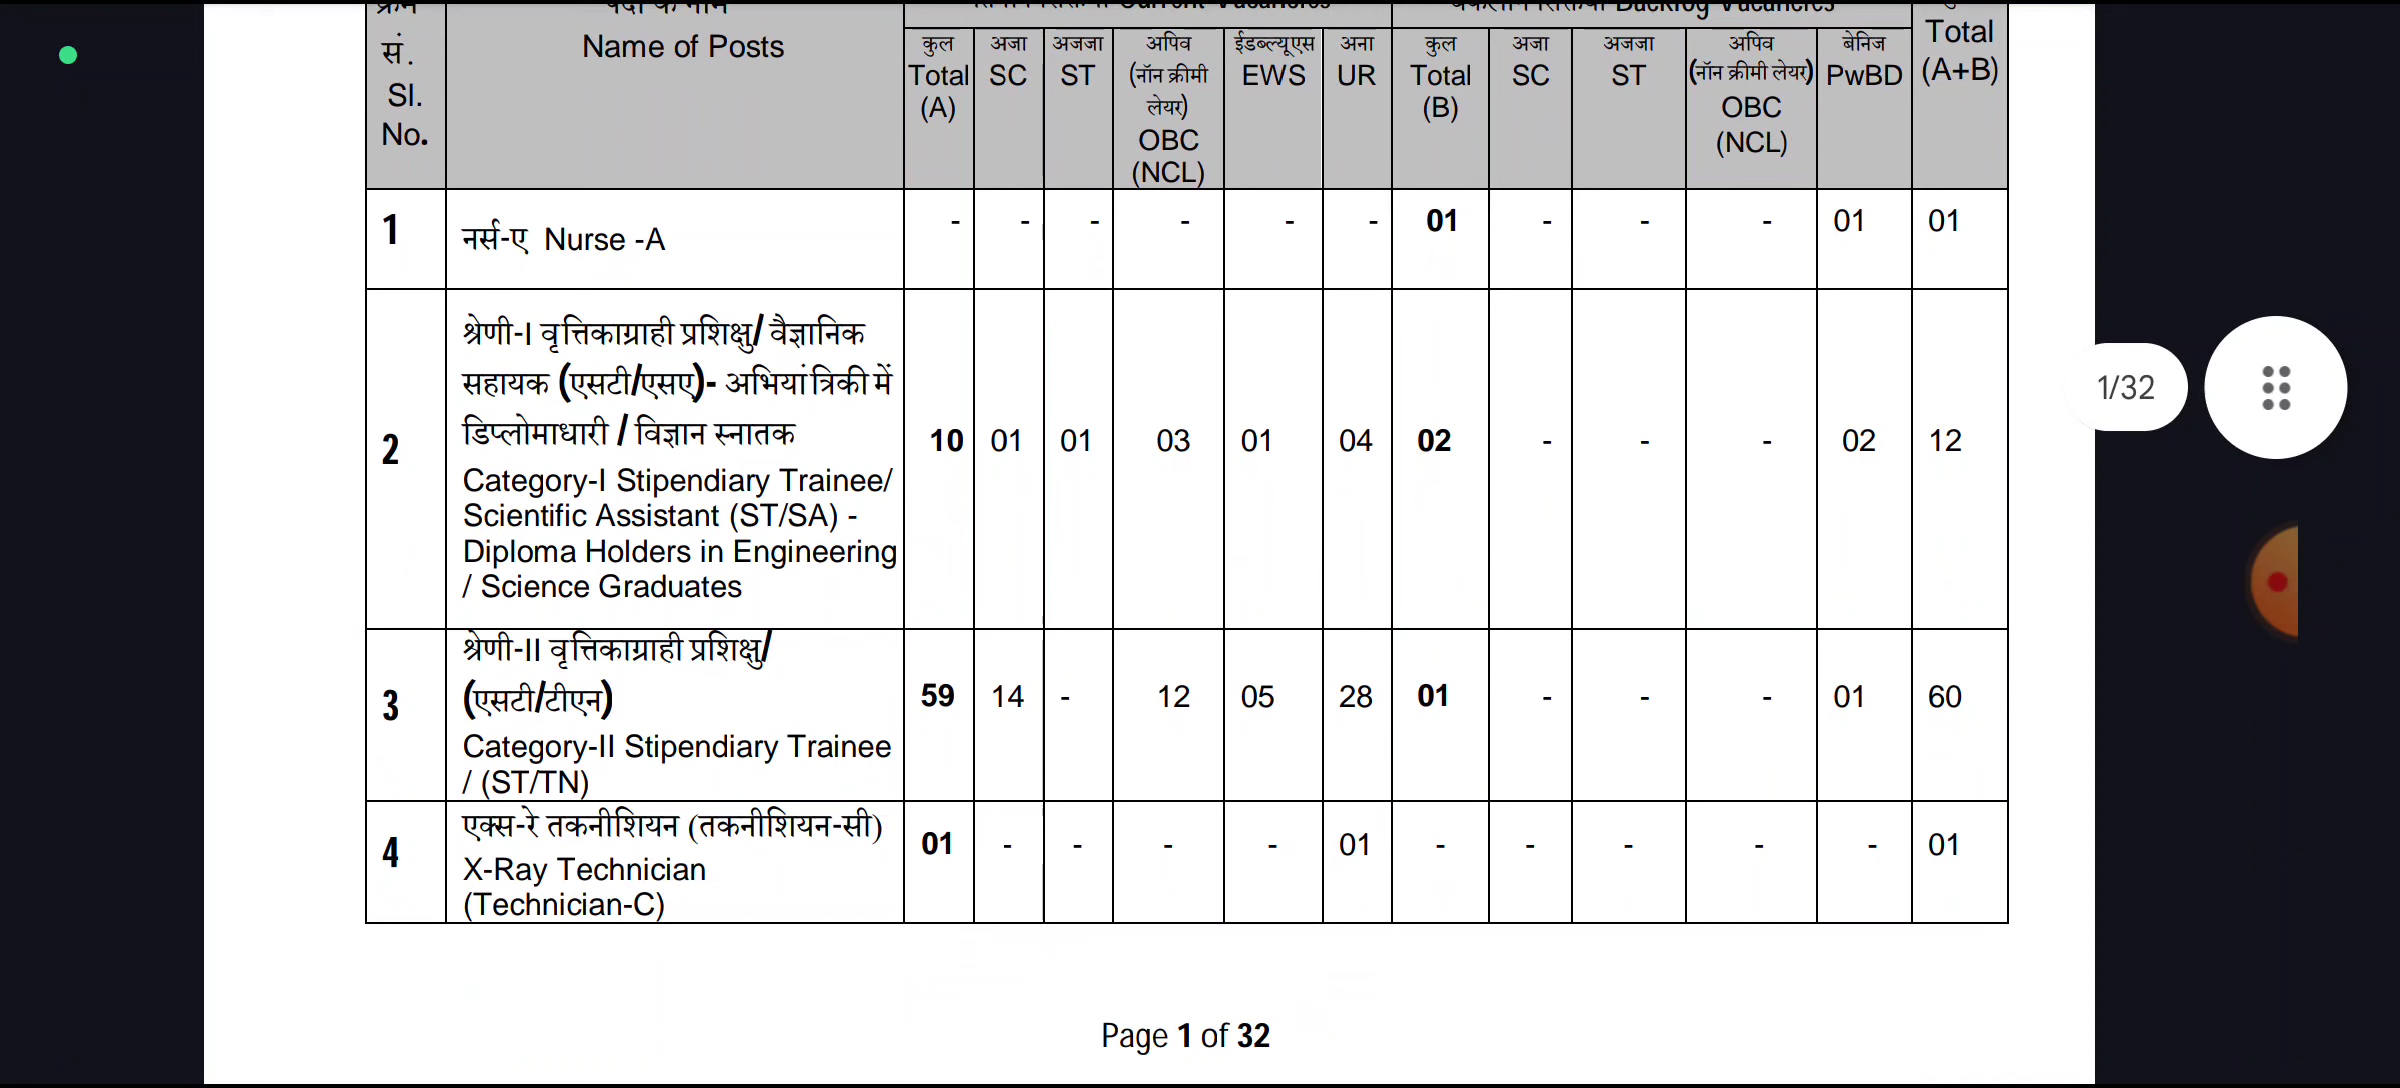 सं.
Sl.
No.
Name of Posts
Current Vacancies
Backlog Vacancies
कुल
Total
(A)
अजा
SC
अजजा
ST
अपिव
(नॉन क्रीमी
लेयर)
OBC
(NCL)
ईडब्ल्यूएस
EWS
अना
UR
कुल
Total
(B)
अजा
SC
अजजा
ST
अपिव
(नॉन क्रीमी लेयर)
OBC
(NCL)
बेनिज
PwBD
Total
(A+B)
1 नर्स-ए Nurse -A - - - - - - 01 - - - 01 01
श्रेणी-I वृत्तिकाग्राही प्रशिक्षु/ वैज्ञानिक
सहायक (एसटी/एसए)- अभियांत्रिकी में
डिप्लोमाधारी / विज्ञान स्नातक
2 10 01 01 03 01 04 02 - - - 02 12
Category-I Stipendiary Trainee/
Scientific Assistant (ST/SA) -
Diploma Holders in Engineering
/ Science Graduates
श्रेणी-II वृत्तिकाग्राही प्रशिक्षु/
(एसटी/टीएन)
3 59 14 - 12 05 28 01 - - - 01 60
Category-II Stipendiary Trainee
/ (ST/TN)
एक्स-रे तकनीशियन (तकनीशियन-सी)
4 01 - - - - 01 - - - - - 01
X-Ray Technician
(Technician-C)
1/32
Page 1 of 32